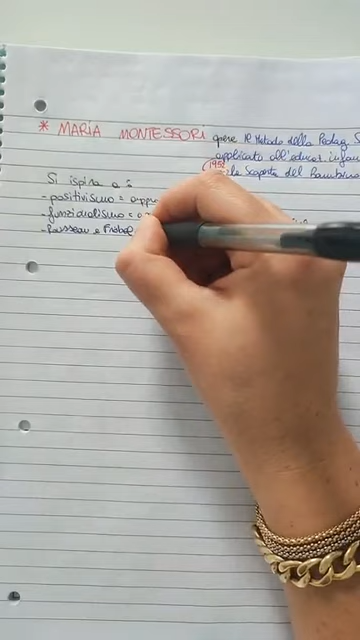 * MARIA MONTESSORI opere Il Metodo della Pedag. S
applicato all'educaz. infan
1950 la Scoperta del Bambino
Si ispira a:
- positivismo =
- funzionalismo =
- Rousseau e Frobel